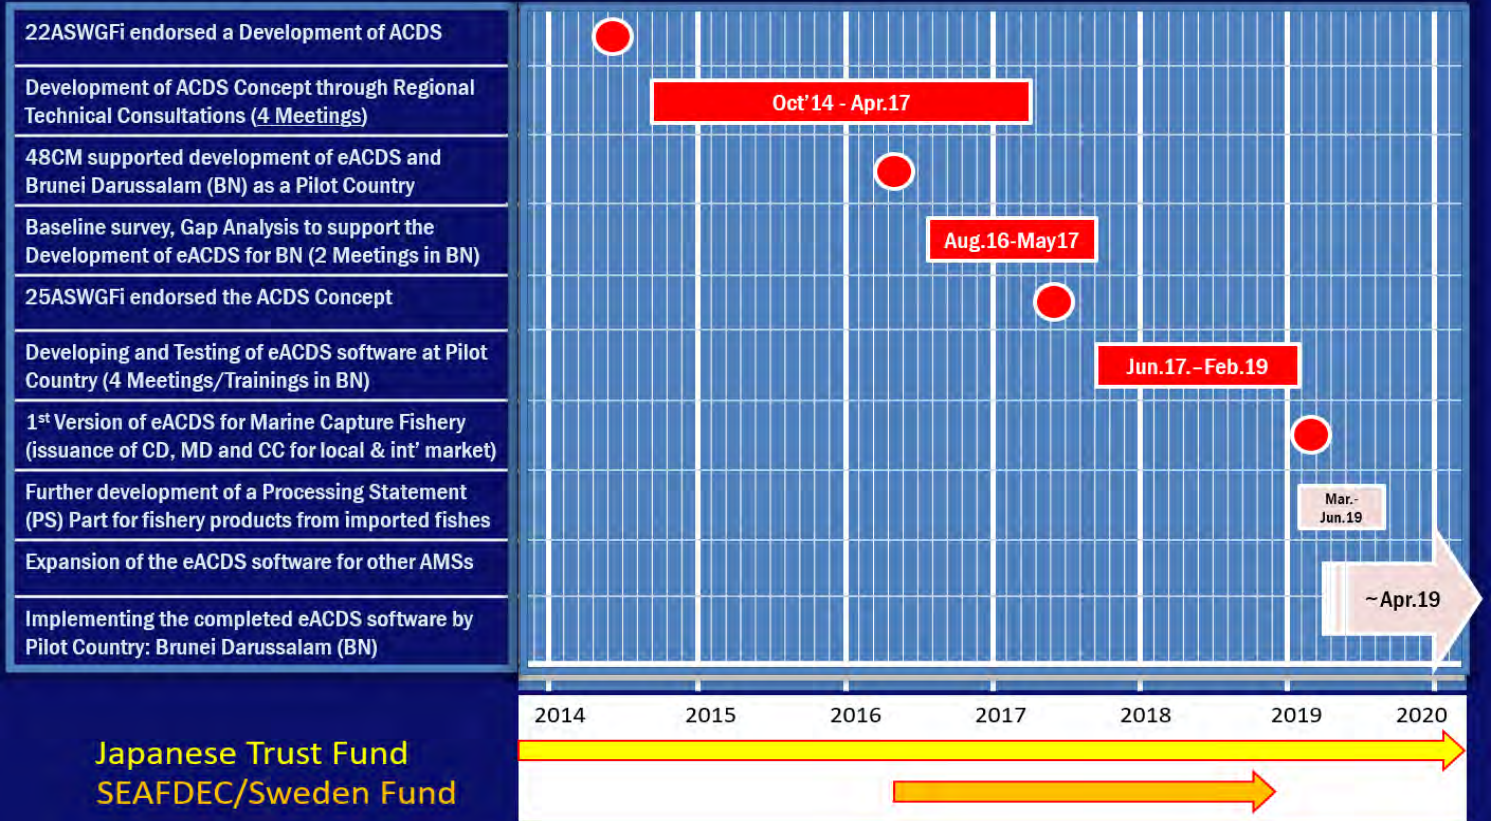 22ASWGFi endorsed a Development of ACDS
Development of ACDS Concept through Regional
Technical Consultations (4 Meetings)
Oct'14 - Apr.17
48CM supported development of eACDS and
Brunei Darussalam (BN) as a Pilot Country
Baseline survey, Gap Analysis to support the
Development of eACDS for BN (2 Meetings in BN)
Aug.16-May17
25ASWGFi endorsed the ACDS Concept
Developing and Testing of eACDS software at Pilot
Country (4 Meetings/Trainings in BN)
Jun.17.–Feb.19
1st Version of eACDS for Marine Capture Fishery
(issuance of CD, MD and CC for local & int' market)
Further development of a Processing Statement
(PS) Part for fishery products from imported fishes
Mar.-
Jun.19
Expansion of the eACDS software for other AMSs
~Apr.19
Implementing the completed eACDS software by
Pilot Country: Brunei Darussalam (BN)
2014 2015 2016 2017 2018 2019 2020
Japanese Trust Fund
SEAFDEC/Sweden Fund